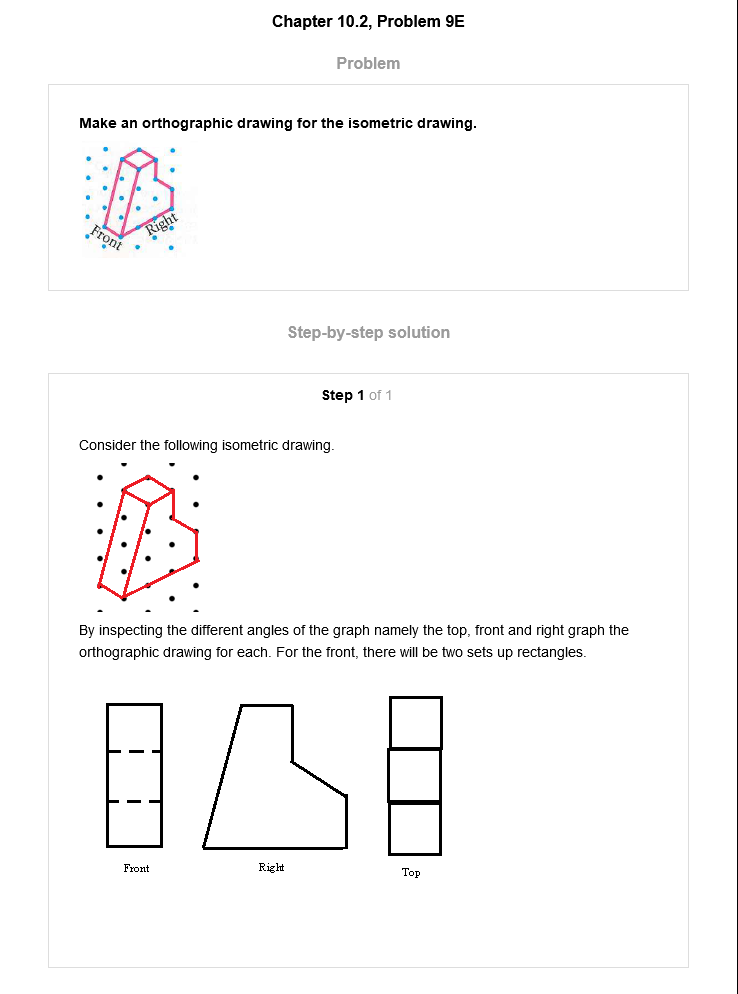 Chapter 10.2, Problem 9E
Problem
Make an orthographic drawing for the isometric drawing.
Front
Right
Step-by-step solution
Step 1 of 1
Consider the following isometric drawing.
By inspecting the different angles of the graph namely the top, front and right graph the
orthographic drawing for each. For the front, there will be two sets up rectangles.
Front
Right
Top